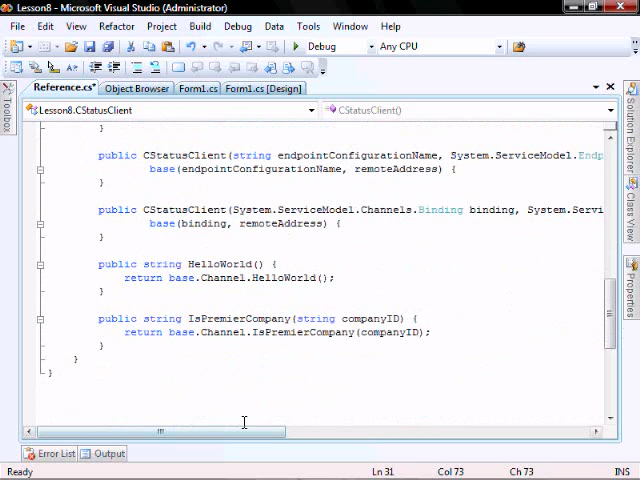 Lesson8 - Microsoft Visual Studio (Administrator)
File Edit View Refactor Project Build Debug Data Tools Test Window Help
Debug Any CPU
Reference.cs* Object Browser Form1.cs Form1.cs [Design]
Lesson8.CStatusClient CStatusClient()
}
public CStatusClient(string endpointConfigurationName, System.ServiceModel.Endp
base(endpointConfigurationName, remoteAddress) {
}
public CStatusClient(System.ServiceModel.Channels.Binding binding, System.Servi
base(binding, remoteAddress) {
}
public string HelloWorld() {
return base.Channel.HelloWorld();
}
public string IsPremierCompany(string companyID) {
return base.Channel.IsPremierCompany(companyID);
}
}
}
Toolbox
Solution Explorer
Class View
Properties
Error List Output
Ready Ln 31 Col 73 Ch 73 INS